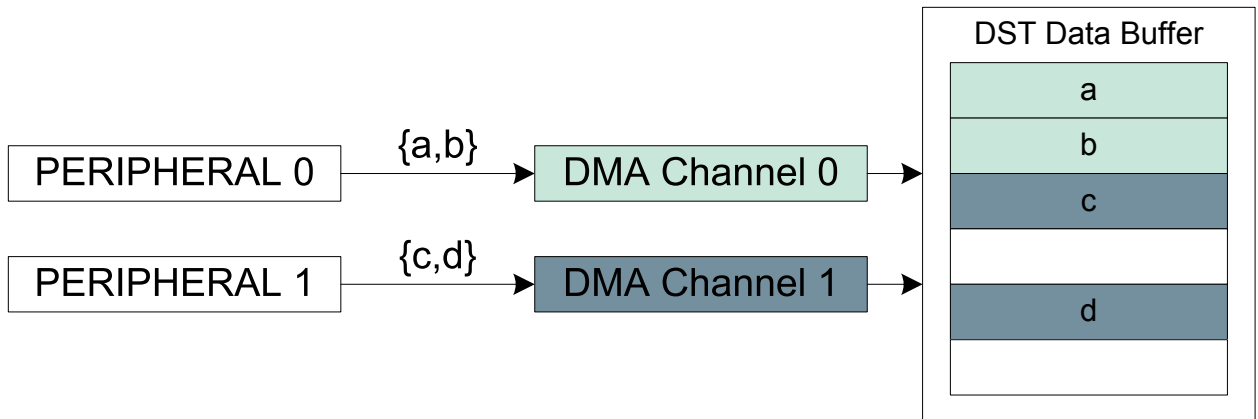 DST Data Buffer
a
b
c
d
PERIPHERAL 0
{a,b}
DMA Channel 0
PERIPHERAL 1
{c,d}
DMA Channel 1